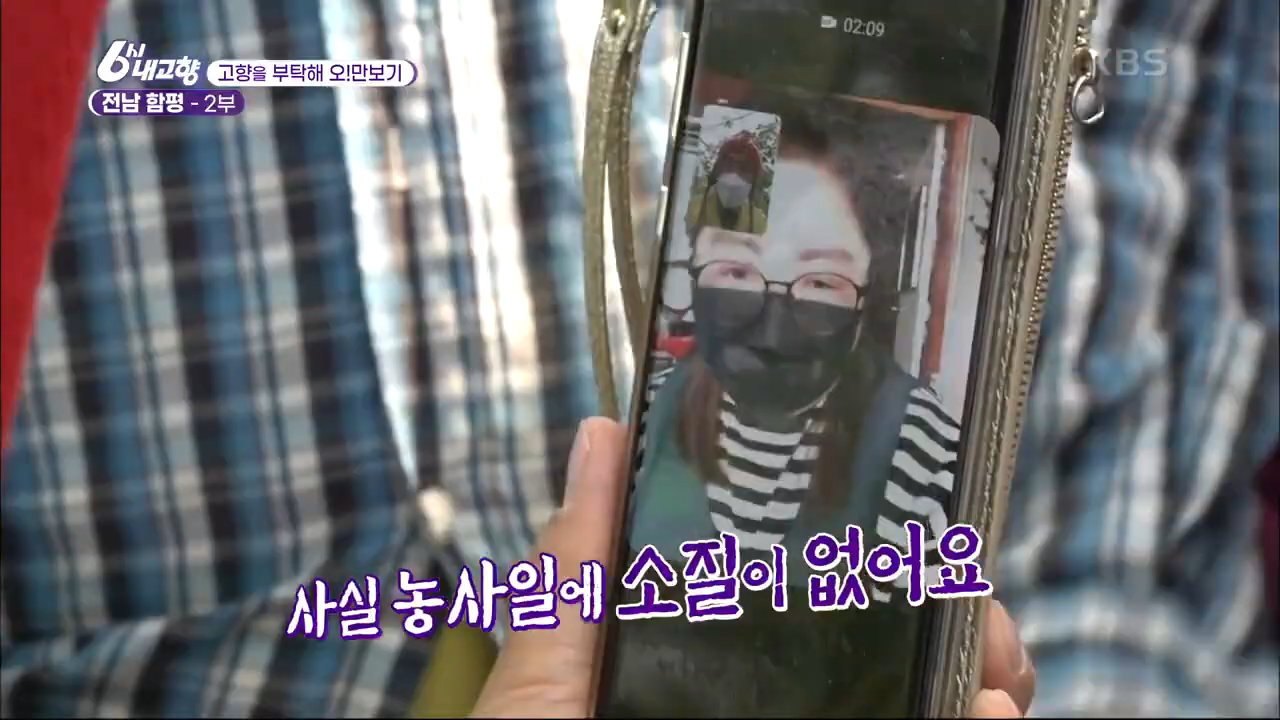 6시 내고향 고향을 부탁해 오!만보기
전남 함평 - 2부
02:09
KBS
사실 농사일에 소질이 없어요